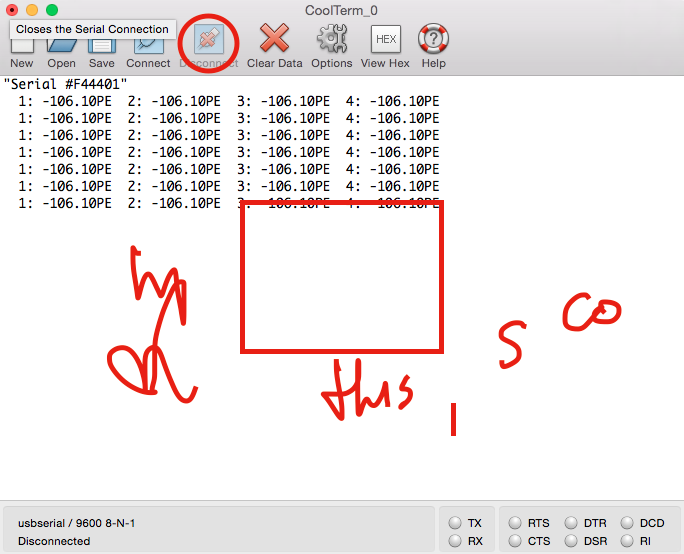 CoolTerm_0
Closes the Serial Connection
New Open Save Connect Disconnect Clear Data Options View Hex Help
HEX
"Serial #F44401"
1: -106.10PE 2: -106.10PE 3: -106.10PE 4: -106.10PE
1: -106.10PE 2: -106.10PE 3: -106.10PE 4: -106.10PE
1: -106.10PE 2: -106.10PE 3: -106.10PE 4: -106.10PE
1: -106.10PE 2: -106.10PE 3: -106.10PE 4: -106.10PE
1: -106.10PE 2: -106.10PE 3: -106.10PE 4: -106.10PE
1: -106.10PE 2: -106.10PE 3: -106.10PE 4: -106.10PE
1: -106.10PE 2: -106.10PE 3: -106.10PE 4: -106.10PE
s co
this
usbserial / 9600 8-N-1 TX RTS DTR DCD
Disconnected RX CTS DSR RI